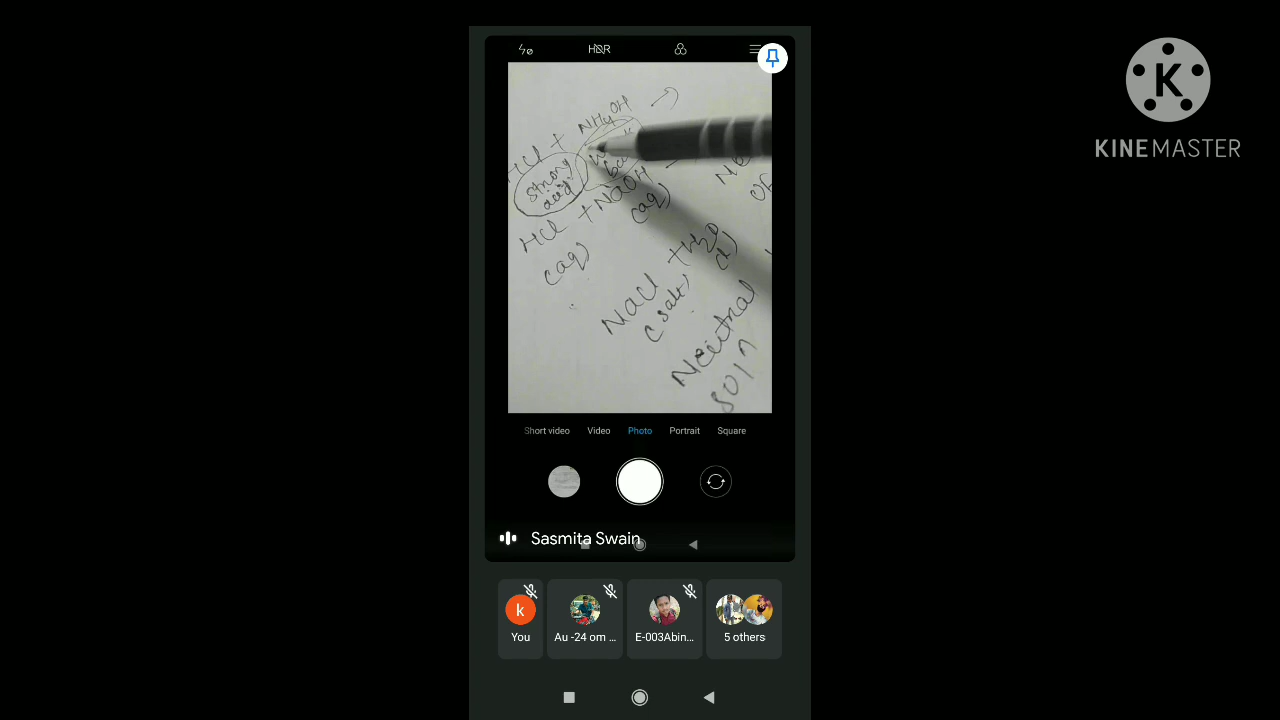 HDR
HCl + NH4OH →
strong
acid
HCl + NaOH
(aq) (aq)
NaCl + H2O
(salt) (l)
Neutral
soln
Short video Video Photo Portrait Square
Sasmita Swain
k
You Au -24 om ... E-003Abin... 5 others
K
KINEMASTER